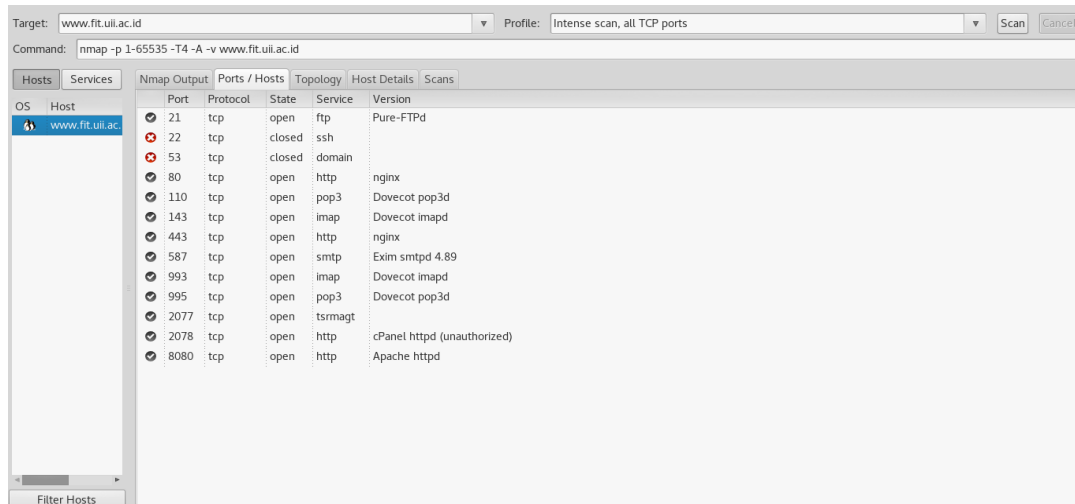 Target: www.fit.uii.ac.id Profile: Intense scan, all TCP ports Scan Cancel
Command: nmap -p 1-65535 -T4 -A -v www.fit.uii.ac.id
Hosts Services Nmap Output Ports / Hosts Topology Host Details Scans
OS Host Port Protocol State Service Version
www.fit.uii.ac.
21 tcp open ftp Pure-FTPd
22 tcp closed ssh
53 tcp closed domain
80 tcp open http nginx
110 tcp open pop3 Dovecot pop3d
143 tcp open imap Dovecot imapd
443 tcp open http nginx
587 tcp open smtp Exim smtpd 4.89
993 tcp open imap Dovecot imapd
995 tcp open pop3 Dovecot pop3d
2077 tcp open tsrmagt
2078 tcp open http cPanel httpd (unauthorized)
8080 tcp open http Apache httpd
Filter Hosts